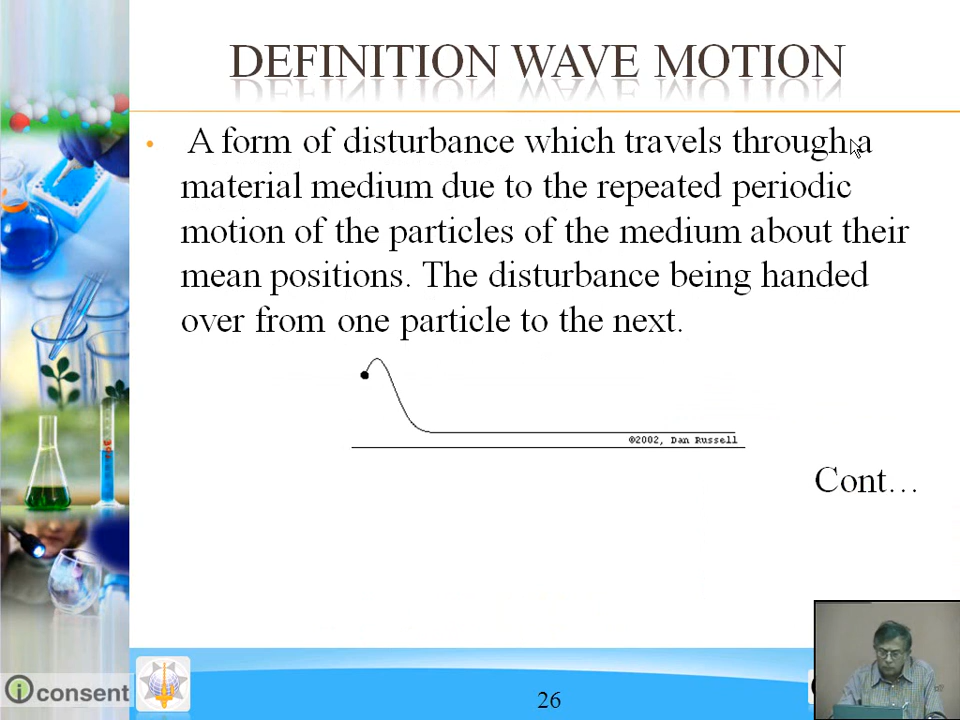 DEFINITION WAVE MOTION
• A form of disturbance which travels through a
material medium due to the repeated periodic
motion of the particles of the medium about their
mean positions. The disturbance being handed
over from one particle to the next.
©2002, Dan Russell
Cont…
iconsent
26